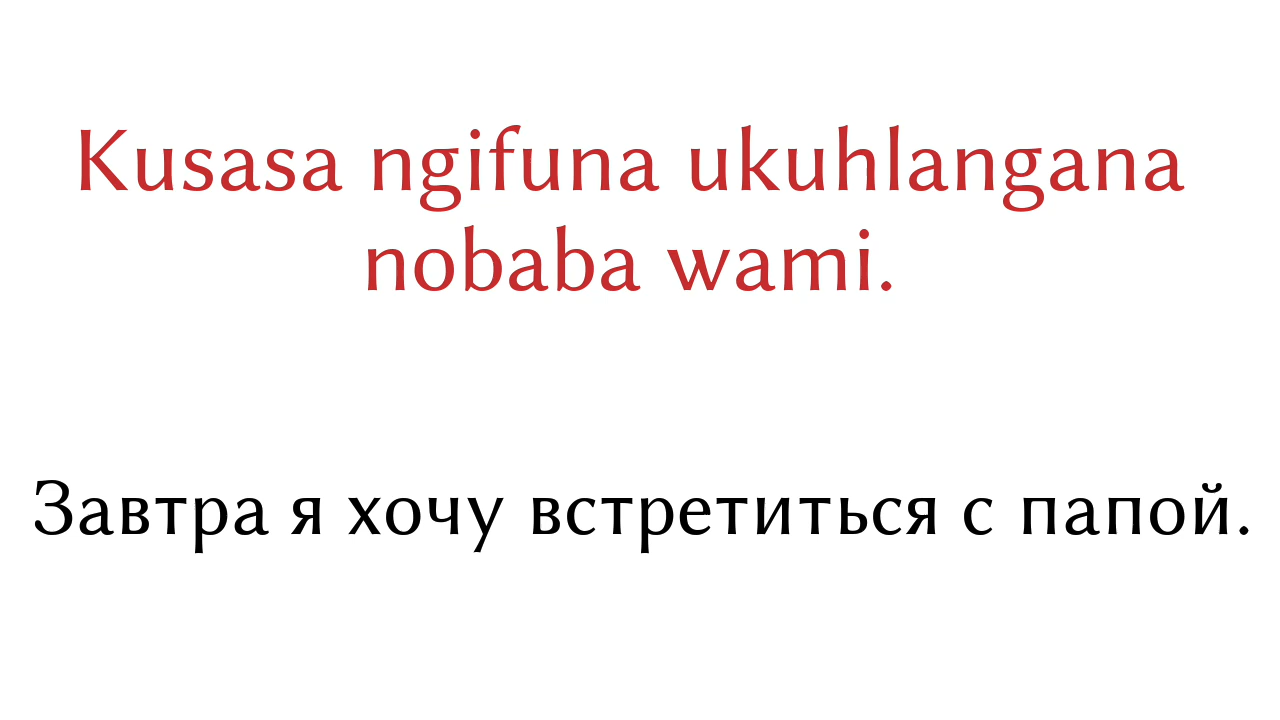 Kusasa ngifuna ukuhlangana
nobaba wami.
Завтра я хочу встретиться с папой.